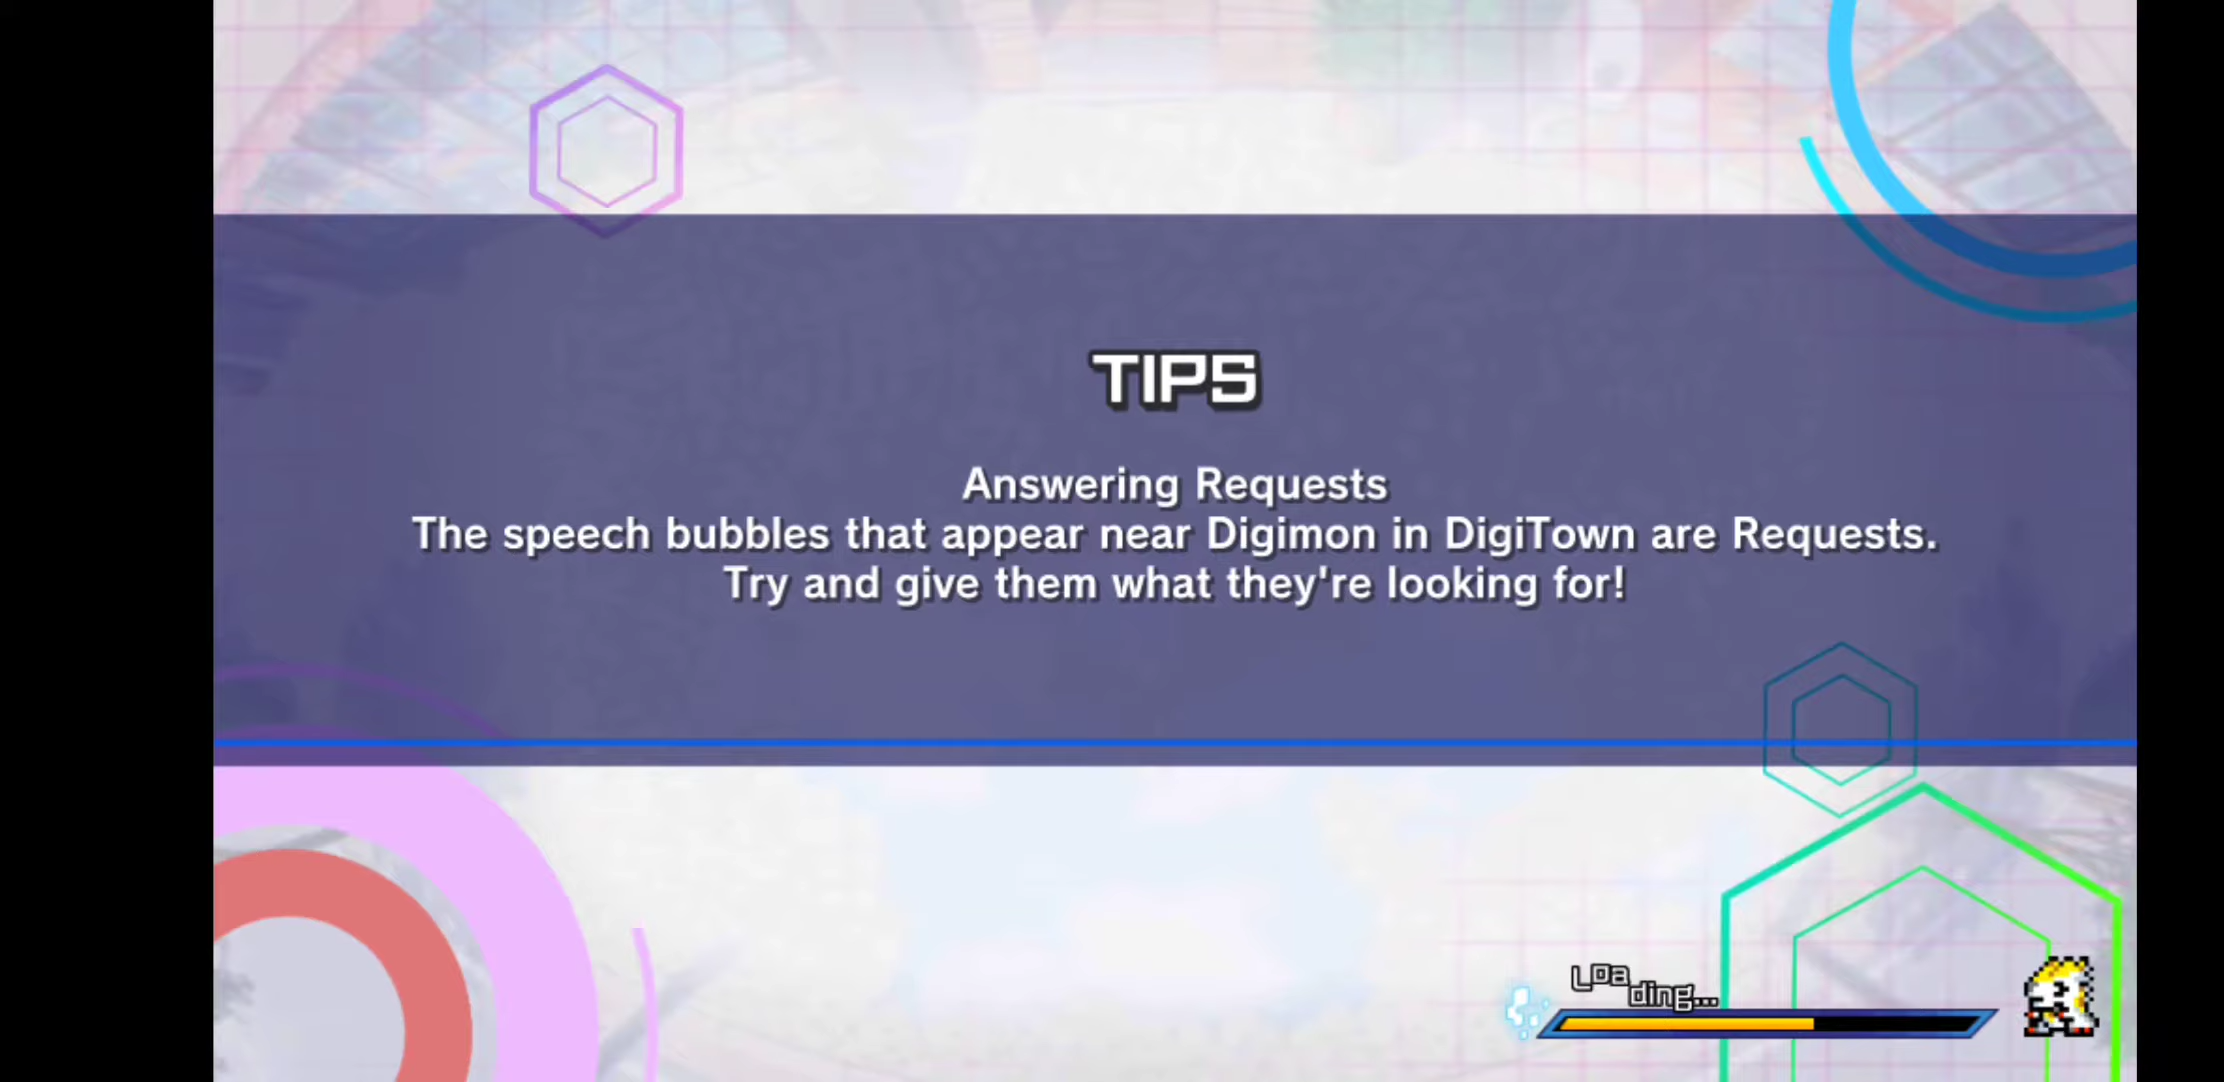 TIPS
Answering Requests
The speech bubbles that appear near Digimon in DigiTown are Requests.
Try and give them what they're looking for!
Loading...